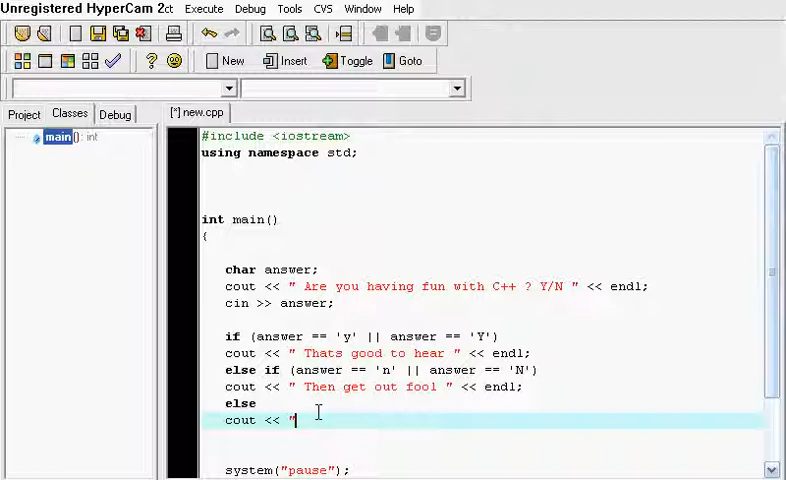 Unregistered HyperCam 2ct Execute Debug Tools CVS Window Help
New Insert Toggle Goto
Project Classes Debug [*] new.cpp
main(): int
#include <iostream>
using namespace std;
int main()
{
char answer;
cout << " Are you having fun with C++ ? Y/N " << endl;
cin >> answer;
if (answer == 'y' || answer == 'Y')
cout << " Thats good to hear " << endl;
else if (answer == 'n' || answer == 'N')
cout << " Then get out fool " << endl;
else
cout << "
system("pause");